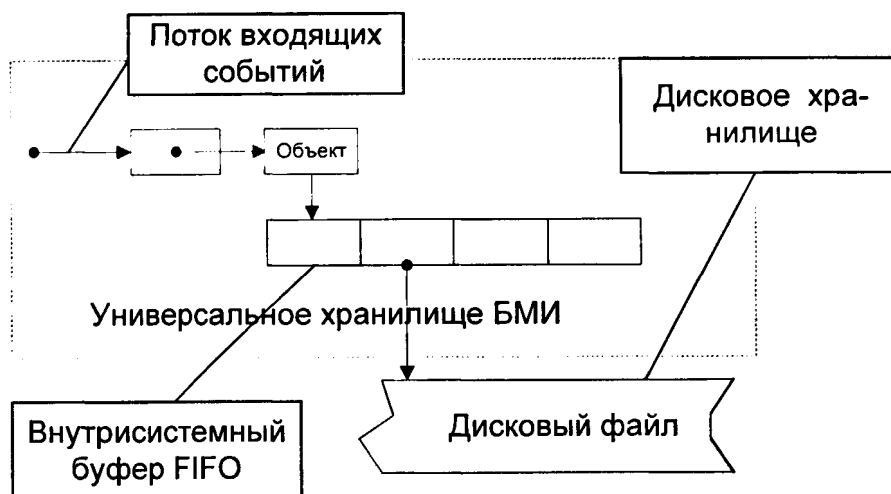 Поток входящих
событий
Дисковое хра-
нилище
Объект
Универсальное хранилище БМИ
Дисковый файл
Внутрисистемный
буфер FIFO